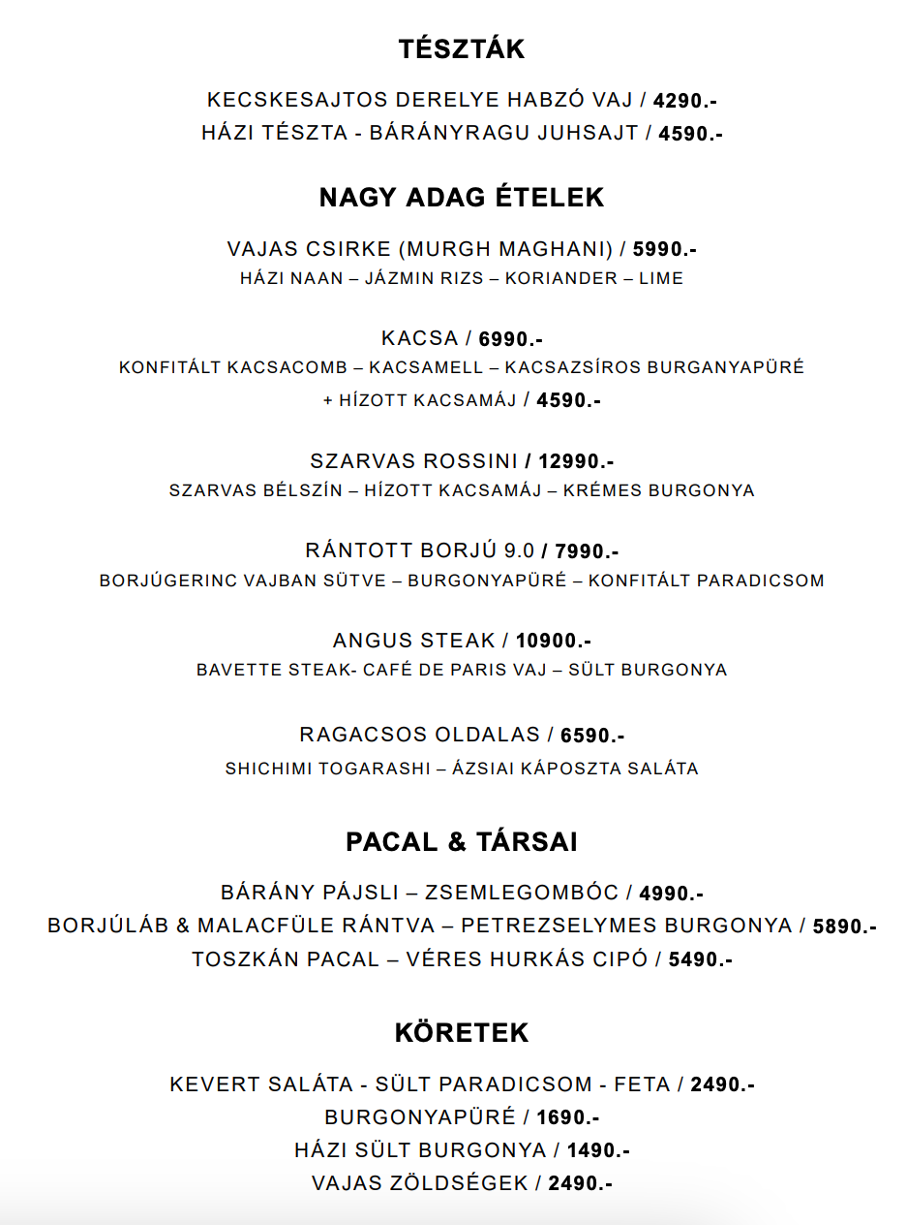 TÉSZTÁK
KECSKESAJTOS DERELYE HABZÓ VAJ / 4290.-
HÁZI TÉSZTA - BÁRÁNYRAGU JUHSAJT / 4590.-
NAGY ADAG ÉTELEK
VAJAS CSIRKE (MURGH MAGHANI) / 5990.-
HÁZI NAAN – JÁZMIN RIZS – KORIANDER – LIME
KACSA / 6990.-
KONFITÁLT KACSACOMB – KACSAMELL – KACSAZSÍROS BURGANYAPÜRÉ
+ HÍZOTT KACSAMÁJ / 4590.-
SZARVAS ROSSINI / 12990.-
SZARVAS BÉLSZÍN – HÍZOTT KACSAMÁJ – KRÉMES BURGONYA
RÁNTOTT BORJÚ 9.0 / 7990.-
BORJÚGERINC VAJBAN SÜTVE – BURGONYAPÜRÉ – KONFITÁLT PARADICSOM
ANGUS STEAK / 10900.-
BAVETTE STEAK- CAFÉ DE PARIS VAJ – SÜLT BURGONYA
RAGACSOS OLDALAS / 6590.-
SHICHIMI TOGARASHI – ÁZSIAI KÁPOSZTA SALÁTA
PACAL & TÁRSAI
BÁRÁNY PÁJSLI – ZSEMLEGOMBÓC / 4990.-
BORJÚLÁB & MALACFÜLE RÁNTVA – PETREZSELYMES BURGONYA / 5890.-
TOSZKÁN PACAL – VÉRES HURKÁS CIPÓ / 5490.-
KÖRETEK
KEVERT SALÁTA - SÜLT PARADICSOM - FETA / 2490.-
BURGONYAPÜRÉ / 1690.-
HÁZI SÜLT BURGONYA / 1490.-
VAJAS ZÖLDSÉGEK / 2490.-